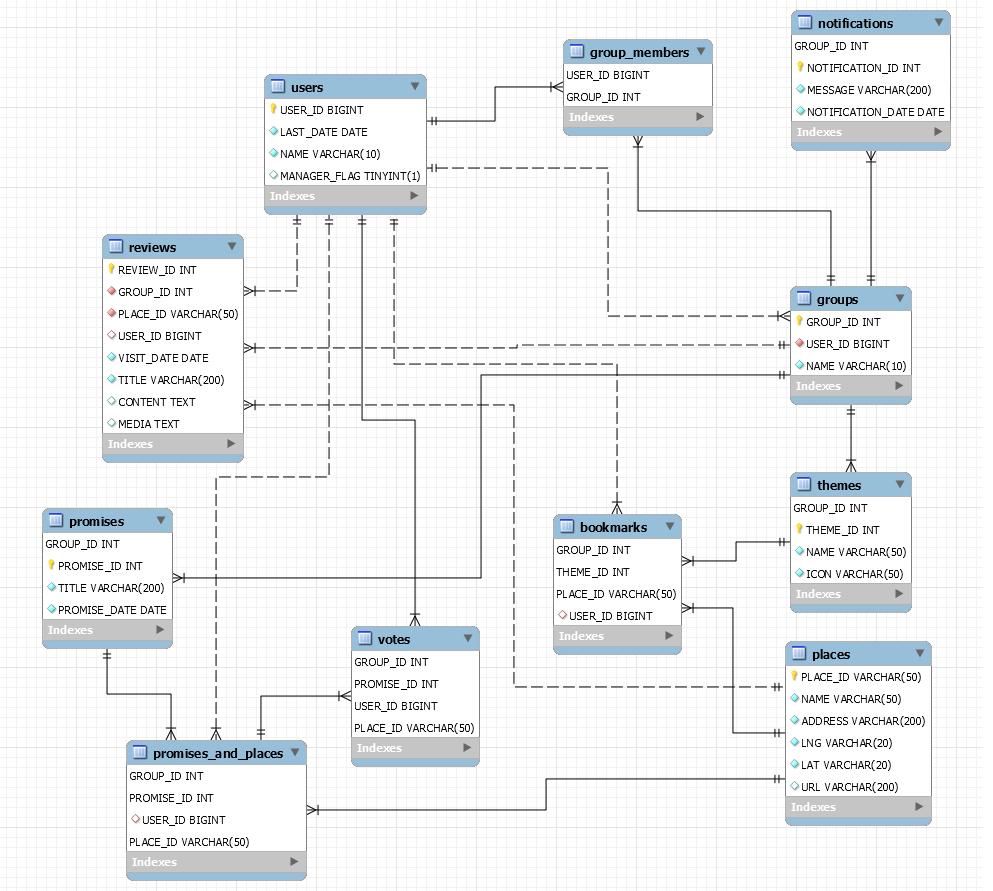 notifications
GROUP_ID INT
NOTIFICATION_ID INT
MESSAGE VARCHAR(200)
NOTIFICATION_DATE DATE
Indexes
group_members
USER_ID BIGINT
GROUP_ID INT
Indexes
users
USER_ID BIGINT
LAST_DATE DATE
NAME VARCHAR(10)
MANAGER_FLAG TINYINT(1)
Indexes
reviews
REVIEW_ID INT
GROUP_ID INT
PLACE_ID VARCHAR(50)
USER_ID BIGINT
VISIT_DATE DATE
TITLE VARCHAR(200)
CONTENT TEXT
MEDIA TEXT
Indexes
groups
GROUP_ID INT
USER_ID BIGINT
NAME VARCHAR(10)
Indexes
themes
GROUP_ID INT
THEME_ID INT
NAME VARCHAR(50)
ICON VARCHAR(50)
Indexes
promises
GROUP_ID INT
PROMISE_ID INT
TITLE VARCHAR(200)
PROMISE_DATE DATE
Indexes
bookmarks
GROUP_ID INT
THEME_ID INT
PLACE_ID VARCHAR(50)
USER_ID BIGINT
Indexes
votes
GROUP_ID INT
PROMISE_ID INT
USER_ID BIGINT
PLACE_ID VARCHAR(50)
Indexes
places
PLACE_ID VARCHAR(50)
NAME VARCHAR(50)
ADDRESS VARCHAR(200)
LNG VARCHAR(20)
LAT VARCHAR(20)
URL VARCHAR(200)
Indexes
promises_and_places
GROUP_ID INT
PROMISE_ID INT
USER_ID BIGINT
PLACE_ID VARCHAR(50)
Indexes